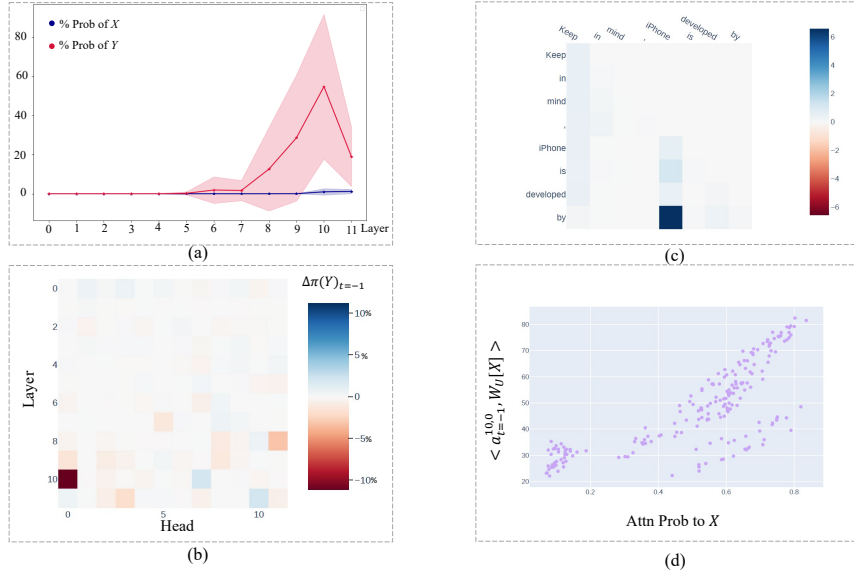 % Prob of X
% Prob of Y
80
60
40
20
0
0 1 2 3 4 5 6 7 8 9 10 11 Layer
(a)
Keep in mind , iPhone is developed by
Keep
in
mind
,
iPhone
is
developed
by
6
4
2
0
−2
−4
−6
(c)
Δπ(Y)t=−1
0
2
4
6
8
10
Layer
0 5 10
Head
10%
5%
0%
−5%
−10%
(b)
80
70
60
50
40
30
20
< a^{10,0}_{t=−1}, W_U[X] >
0.2 0.4 0.6 0.8
Attn Prob to X
(d)